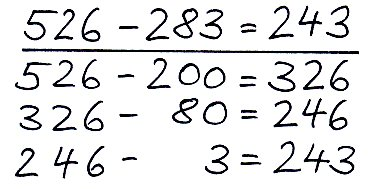 526 - 283 = 243
526 - 200 = 326
326 - 80 = 246
246 - 3 = 243